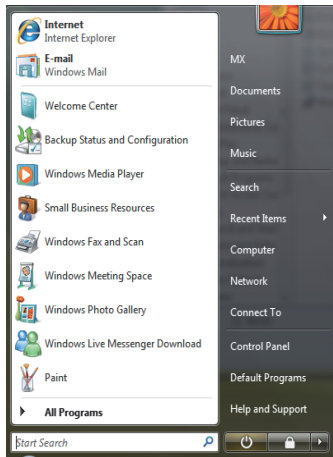 Internet
Internet Explorer
E-mail
Windows Mail
Welcome Center
Backup Status and Configuration
Windows Media Player
Small Business Resources
Windows Fax and Scan
Windows Meeting Space
Windows Photo Gallery
Windows Live Messenger Download
Paint
All Programs
Start Search
MX
Documents
Pictures
Music
Search
Recent Items
Computer
Network
Connect To
Control Panel
Default Programs
Help and Support